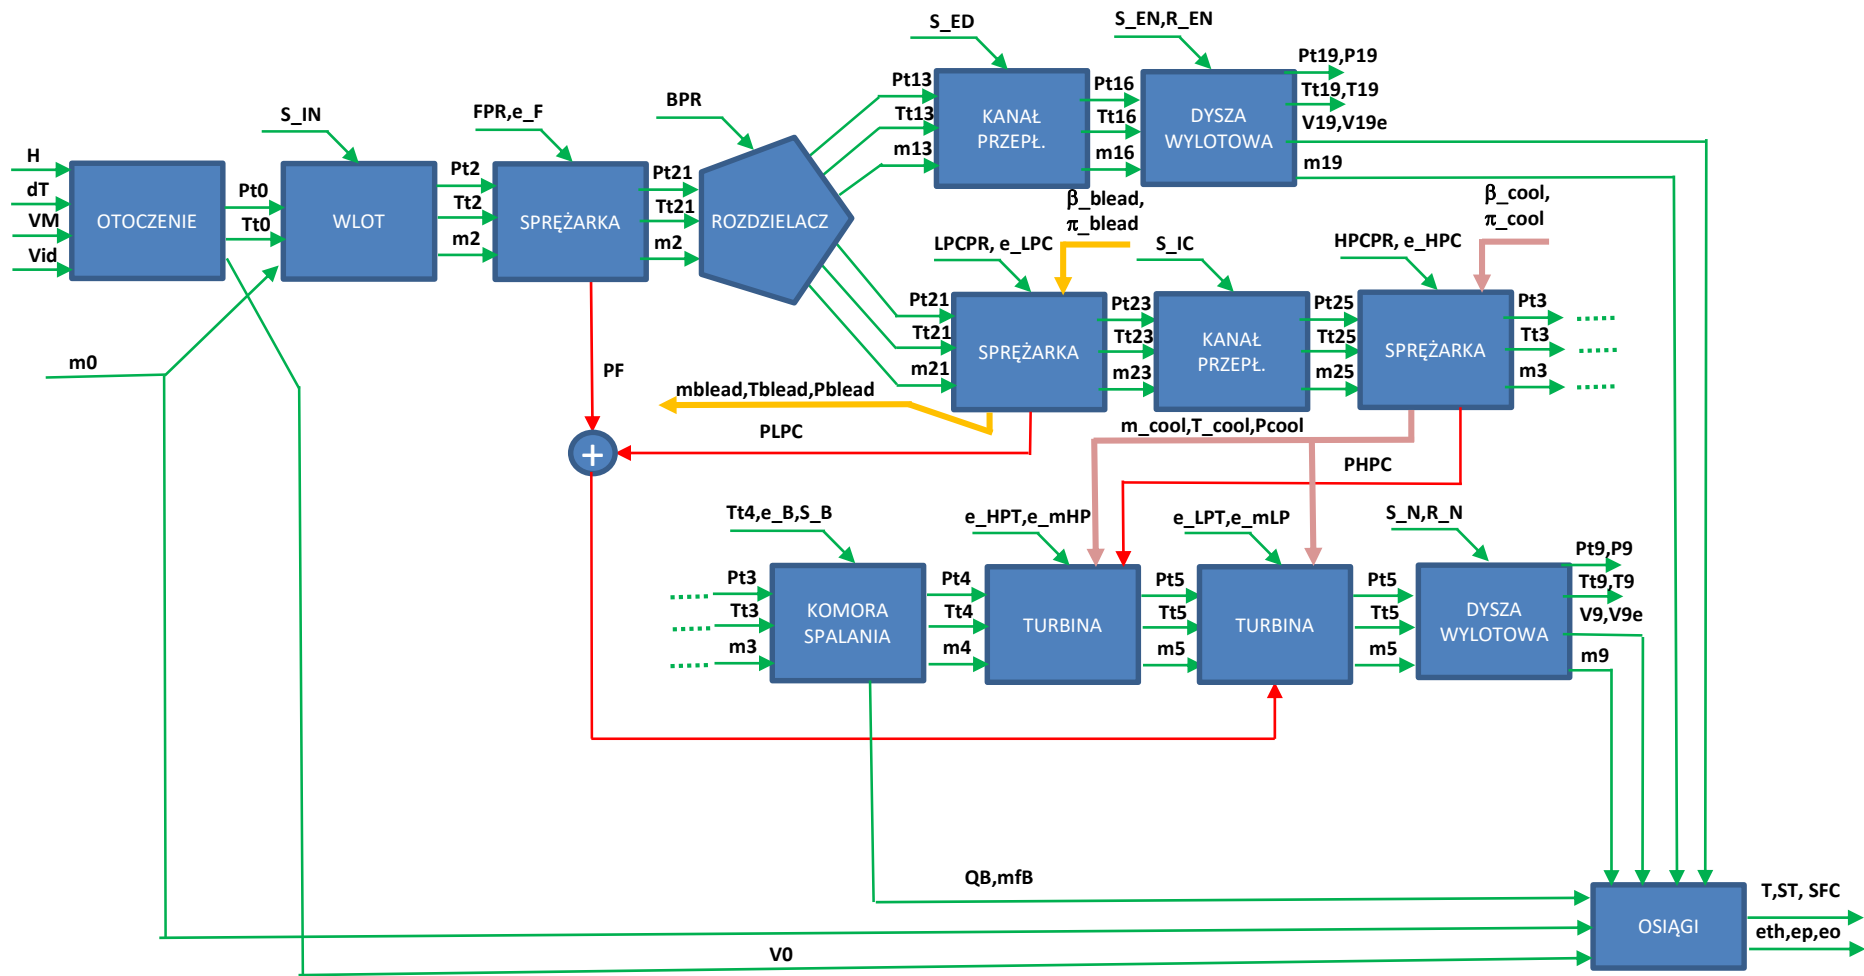 S_ED
S_EN,R_EN
Pt19,P19
Tt19,T19
V19,V19e
m19
Pt13
Tt13
m13
KANAŁ
PRZEPŁ.
Pt16
Tt16
m16
DYSZA
WYLOTOWA
S_IN
FPR,e_F
BPR
H
dT
VM
Vid
OTOCZENIE
Pt0
Tt0
WLOT
Pt2
Tt2
m2
SPRĘŻARKA
Pt21
Tt21
m2
ROZDZIELACZ
β_blead,
π_blead
β_cool,
π_cool
LPCPR, e_LPC
S_IC
HPCPR, e_HPC
Pt21
Tt21
m21
SPRĘŻARKA
Pt23
Tt23
m23
KANAŁ
PRZEPŁ.
Pt25
Tt25
m25
SPRĘŻARKA
Pt3
Tt3
m3
m0
PF
mblead,Tblead,Pblead
PLPC
+
m_cool,T_cool,Pcool
PHPC
Tt4,e_B,S_B
e_HPT,e_mHP
e_LPT,e_mLP
S_N,R_N
Pt3
Tt3
m3
KOMORA
SPALANIA
Pt4
Tt4
m4
TURBINA
Pt5
Tt5
m5
TURBINA
Pt5
Tt5
m5
DYSZA
WYLOTOWA
Pt9,P9
Tt9,T9
V9,V9e
m9
QB,mfB
V0
OSIĄGI
T,ST, SFC
eth,ep,eo